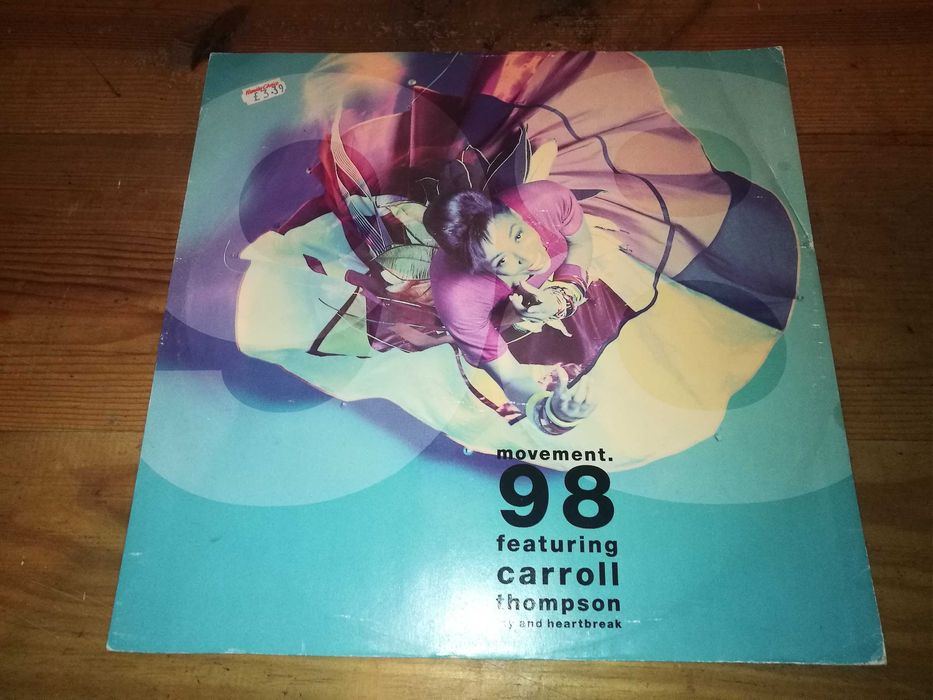 £3.99
movement.
98
featuring
carroll
thompson
and heartbreak